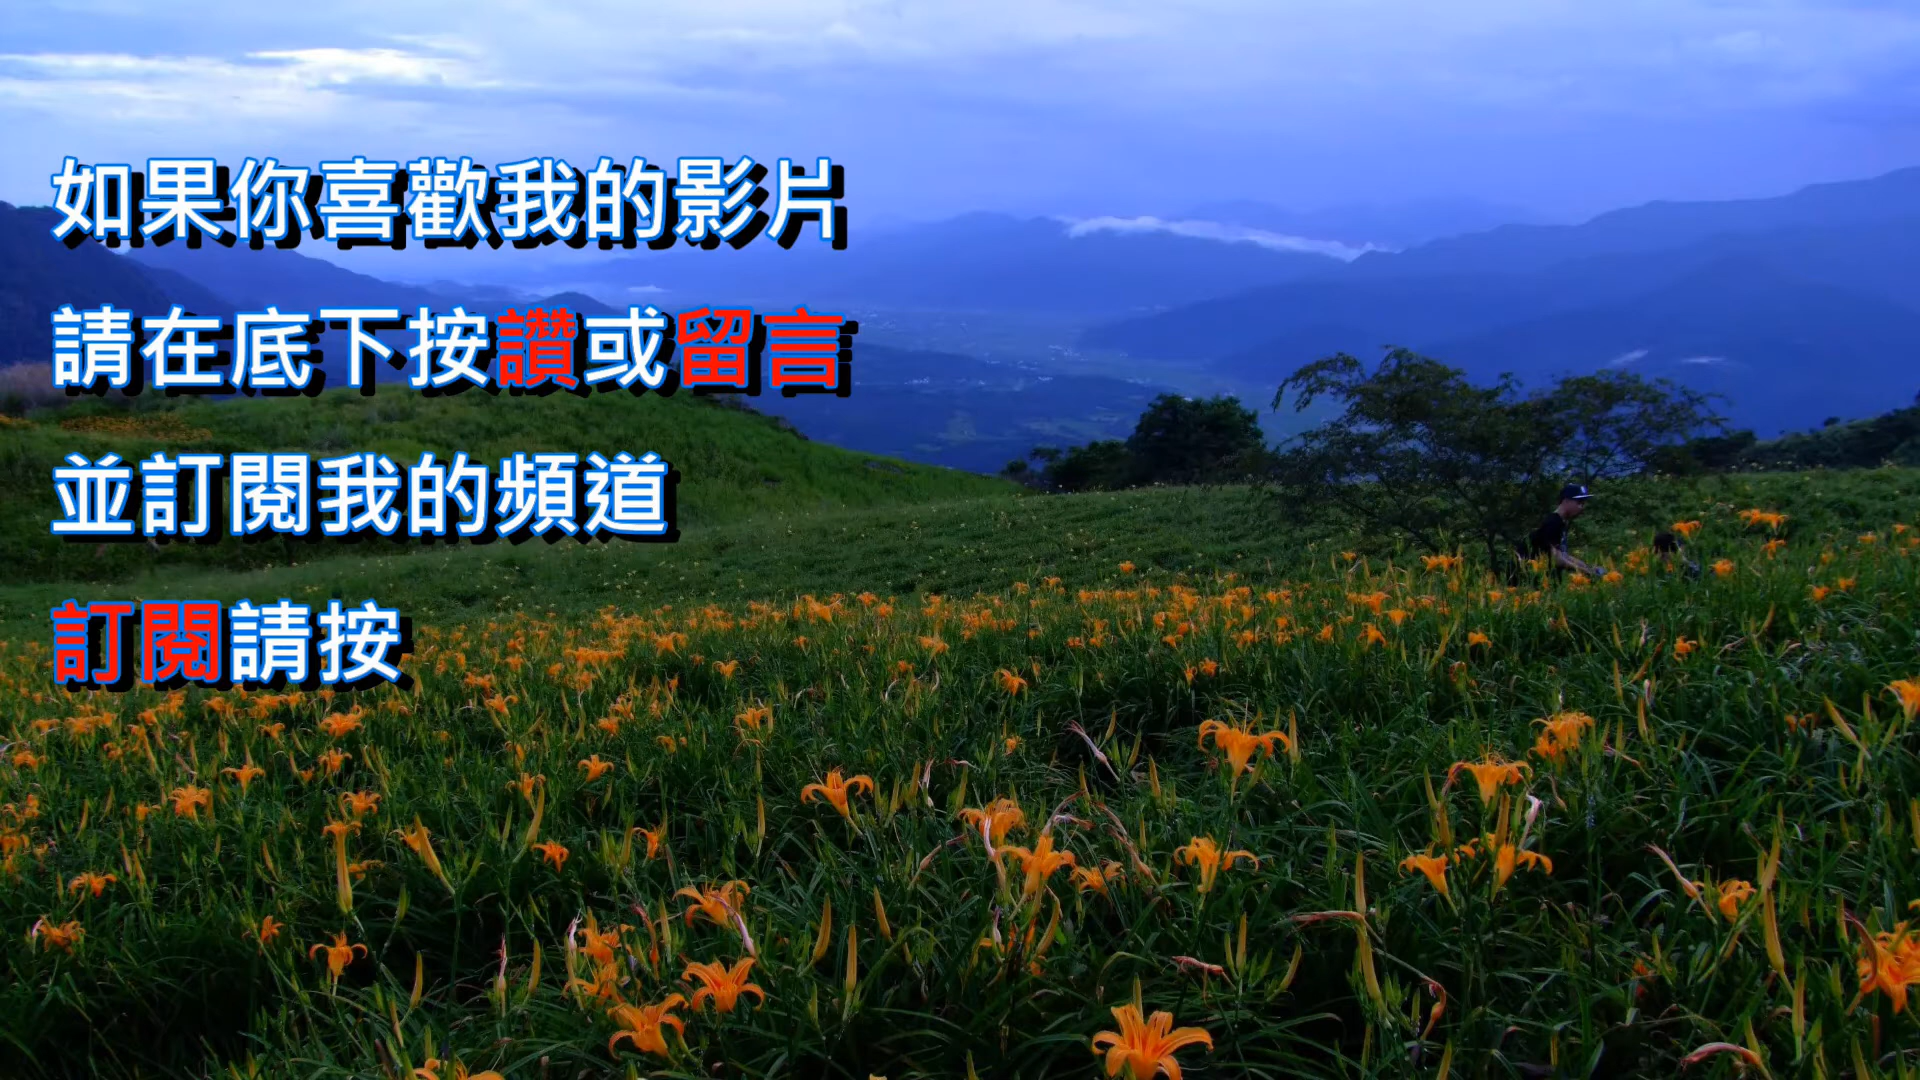 如果你喜歡我的影片
請在底下按讚或留言
並訂閱我的頻道
訂閱請按